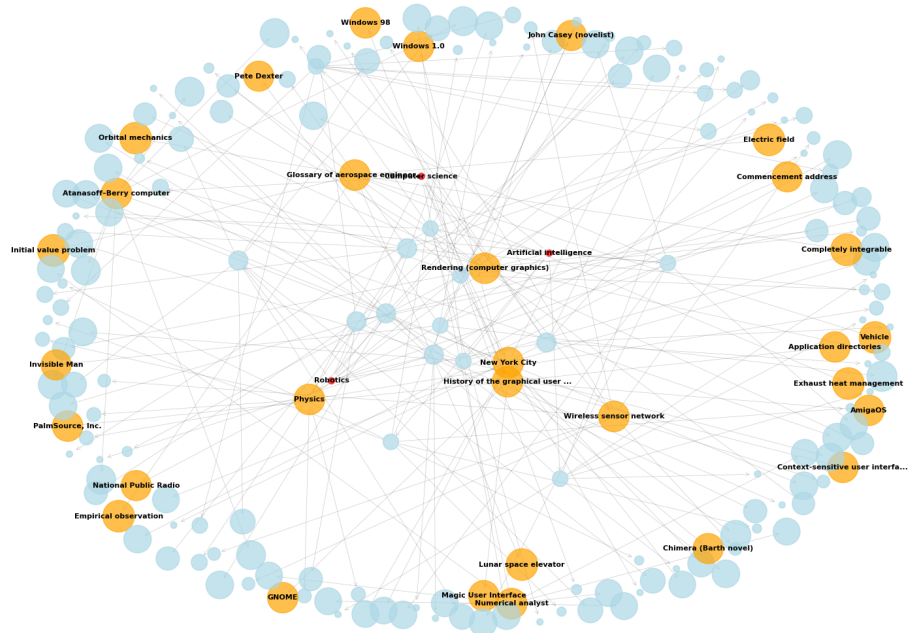 Windows 98
John Casey (novelist)
Windows 1.0
Pete Dexter
Orbital mechanics
Electric field
Glossary of aerospace engineer
Computer science
Commencement address
Atanasoff–Berry computer
Initial value problem
Completely integrable
Artificial intelligence
Rendering (computer graphics)
Vehicle
Application directories
New York City
Invisible Man
Robotics
History of the graphical user ...
Exhaust heat management
Physics
AmigaOS
Wireless sensor network
PalmSource, Inc.
Context-sensitive user interfa...
National Public Radio
Empirical observation
Chimera (Barth novel)
Lunar space elevator
GNOME
Magic User Interface
Numerical analyst